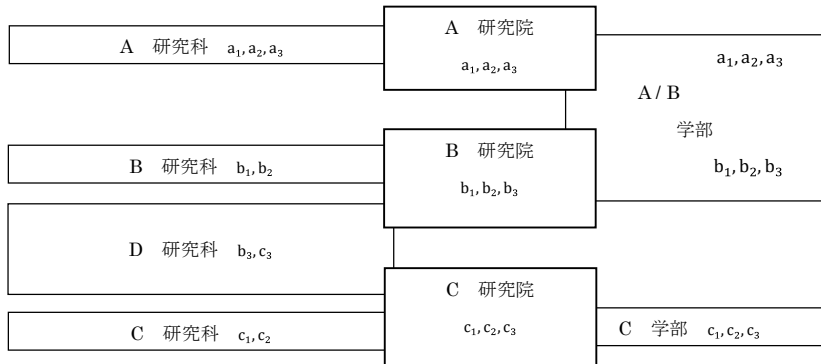 A 研究科 a₁,a₂,a₃
A 研究院
a₁,a₂,a₃
a₁,a₂,a₃
A / B
学部
b₁,b₂,b₃
B 研究科 b₁,b₂
B 研究院
b₁,b₂,b₃
D 研究科 b₃,c₃
C 研究院
c₁,c₂,c₃
C 研究科 c₁,c₂
C 学部 c₁,c₂,c₃